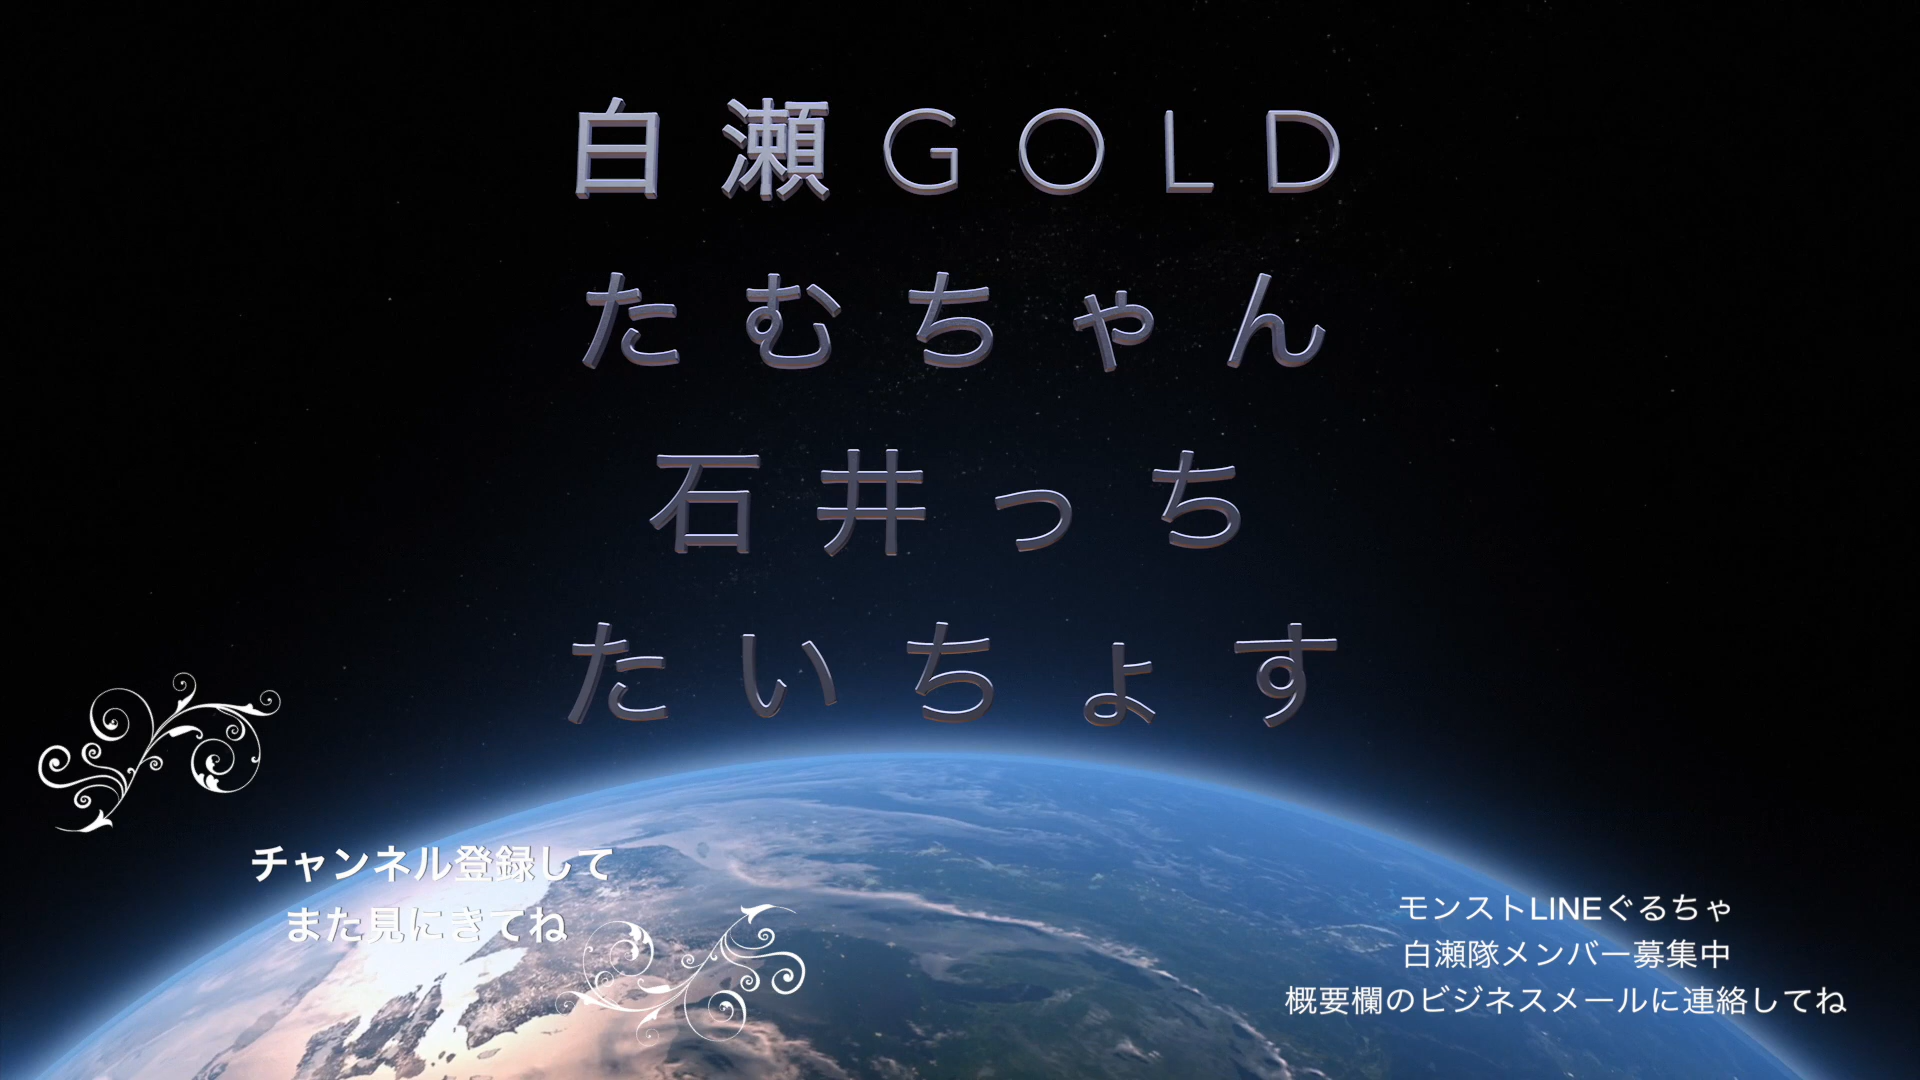 白瀬GOLD
たむちゃん
石井っち
たいちょす
チャンネル登録して
また見にきてね
モンストLINEぐるちゃ
白瀬隊メンバー募集中
概要欄のビジネスメールに連絡してね